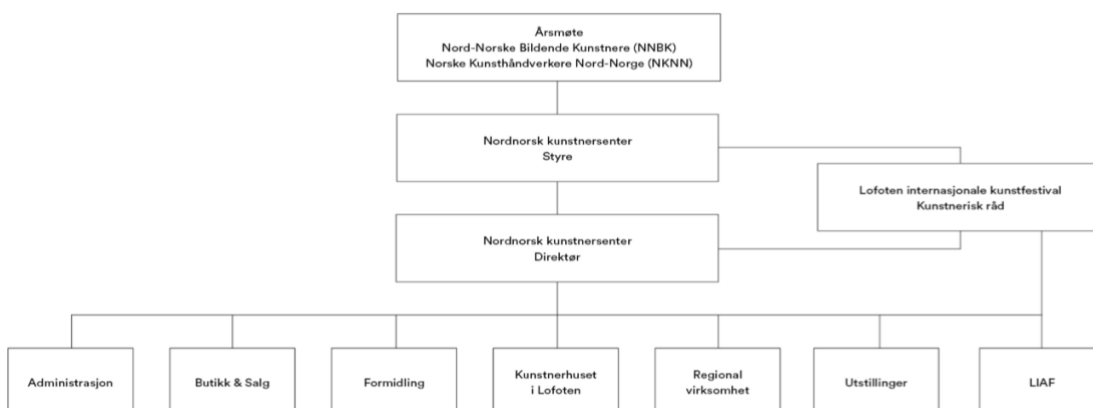 Årsmøte
Nord-Norske Bildende Kunstnere (NNBK)
Norske Kunsthåndverkere Nord-Norge (NKNN)
Nordnorsk kunstnersenter
Styre
Lofoten internasjonale kunstfestival
Kunstnerisk råd
Nordnorsk kunstnersenter
Direktør
Administrasjon
Butikk & Salg
Formidling
Kunstnerhuset
i Lofoten
Regional
virksomhet
Utstillinger
LIAF